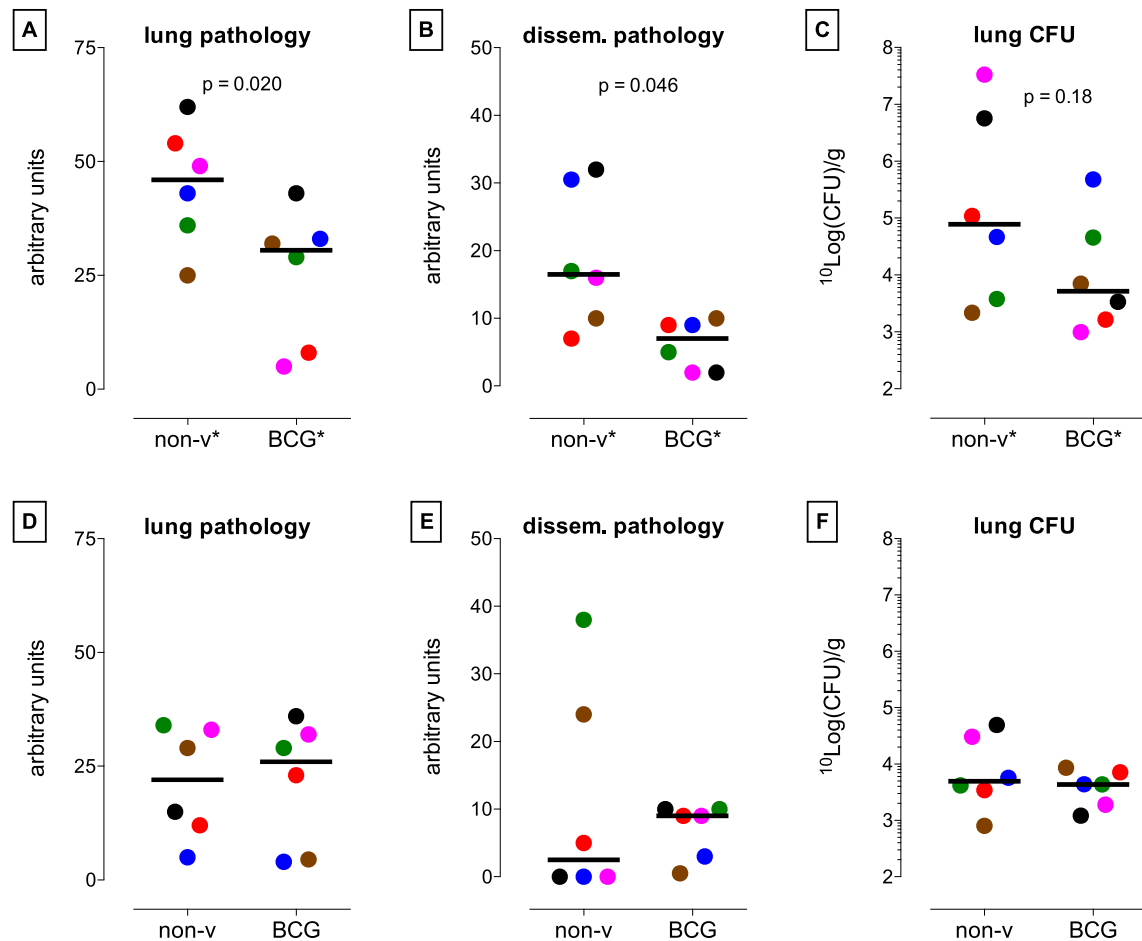 A
lung pathology
75
50
25
0
arbitrary units
p = 0.020
non-v*
BCG*
B
dissem. pathology
50
40
30
20
10
0
arbitrary units
p = 0.046
non-v*
BCG*
C
lung CFU
8
7
6
5
4
3
2
10Log(CFU)/g
p = 0.18
non-v*
BCG*
D
lung pathology
75
50
25
0
arbitrary units
non-v
BCG
E
dissem. pathology
50
40
30
20
10
0
arbitrary units
non-v
BCG
F
lung CFU
8
7
6
5
4
3
2
10Log(CFU)/g
non-v
BCG